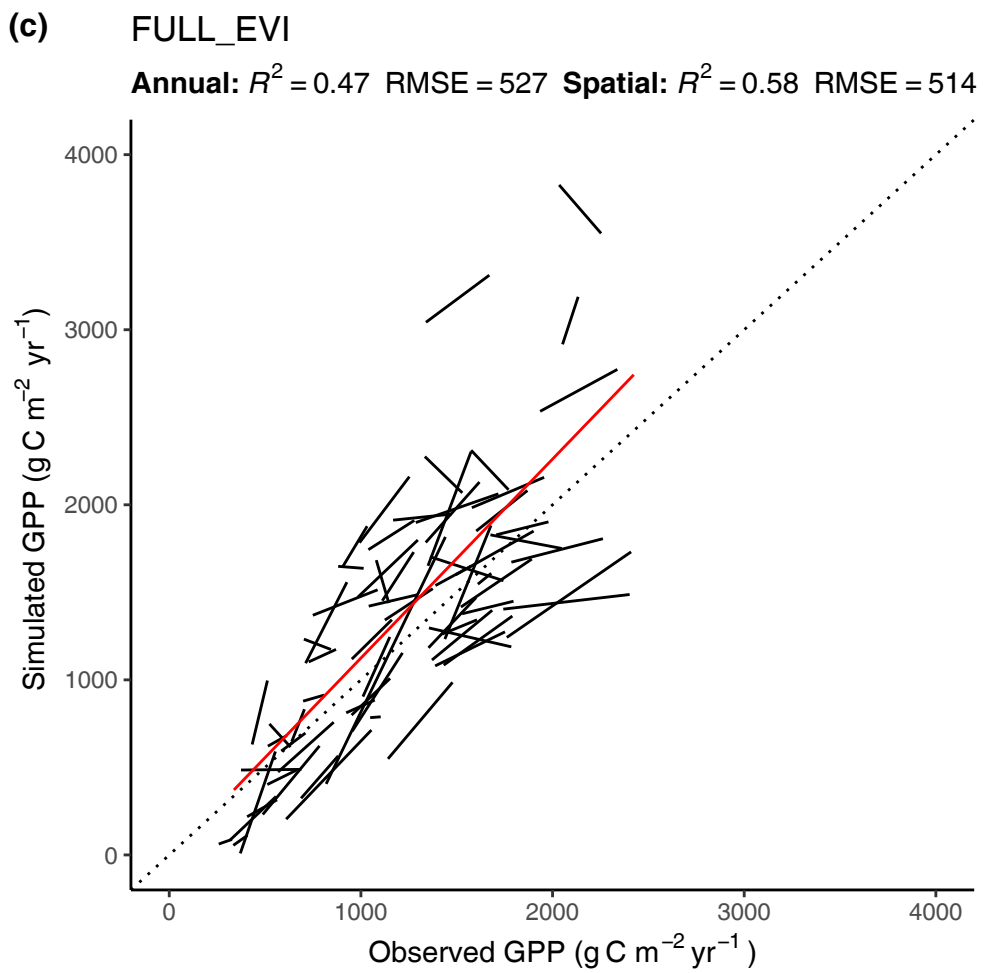 (c) FULL_EVI
Annual: R² = 0.47 RMSE = 527 Spatial: R² = 0.58 RMSE = 514
4000
3000
2000
1000
0
Simulated GPP (g C m⁻² yr⁻¹)
0 1000 2000 3000 4000
Observed GPP (g C m⁻² yr⁻¹)